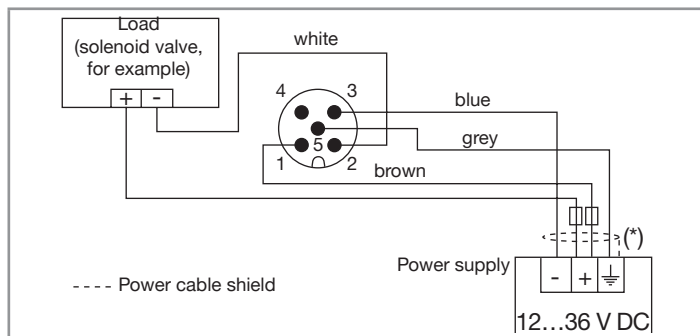 Load
(solenoid valve,
for example)
+ -
white
4 3
5
1 2
blue
grey
brown
(*)
Power supply
- +
---- Power cable shield
12...36 V DC